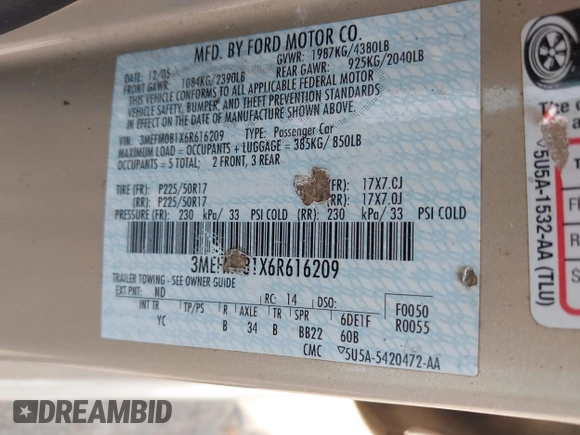 MFD. BY FORD MOTOR CO.
DATE: 12/05 GVWR: 1987KG/4380LB
FRONT GAWR: 1084KG/2390LB REAR GAWR: 925KG/2040LB
THIS VEHICLE CONFORMS TO ALL APPLICABLE FEDERAL MOTOR
VEHICLE SAFETY, BUMPER, AND THEFT PREVENTION STANDARDS
IN EFFECT ON THE DATE OF MANUFACTURE SHOWN ABOVE.
VIN: 3MEFM081X6R616209 TYPE: Passenger Car
MAXIMUM LOAD = OCCUPANTS + LUGGAGE = 385KG/ 850LB
OCCUPANTS = 5 TOTAL; 2 FRONT, 3 REAR
TIRE (FR): P225/50R17 (FR): 17X7.CJ
(RR): P225/50R17 (RR): 17X7.0J
PRESSURE (FR): 230 kPa/ 33 PSI COLD (RR): 230 kPa/ 33 PSI COLD
81X6R616209
TRAILER TOWING - SEE OWNER GUIDE
EXT PNT: ND RC: 14 DSO: F0050
INT TR TP/PS R AXLE TR SPR 6DE1F R0055
YC B 34 B BB22 60B
CMC 5U5A-5420472-AA
The
a
5U5A-1532-AA (TLU)
T
F
R
S
DREAMBID